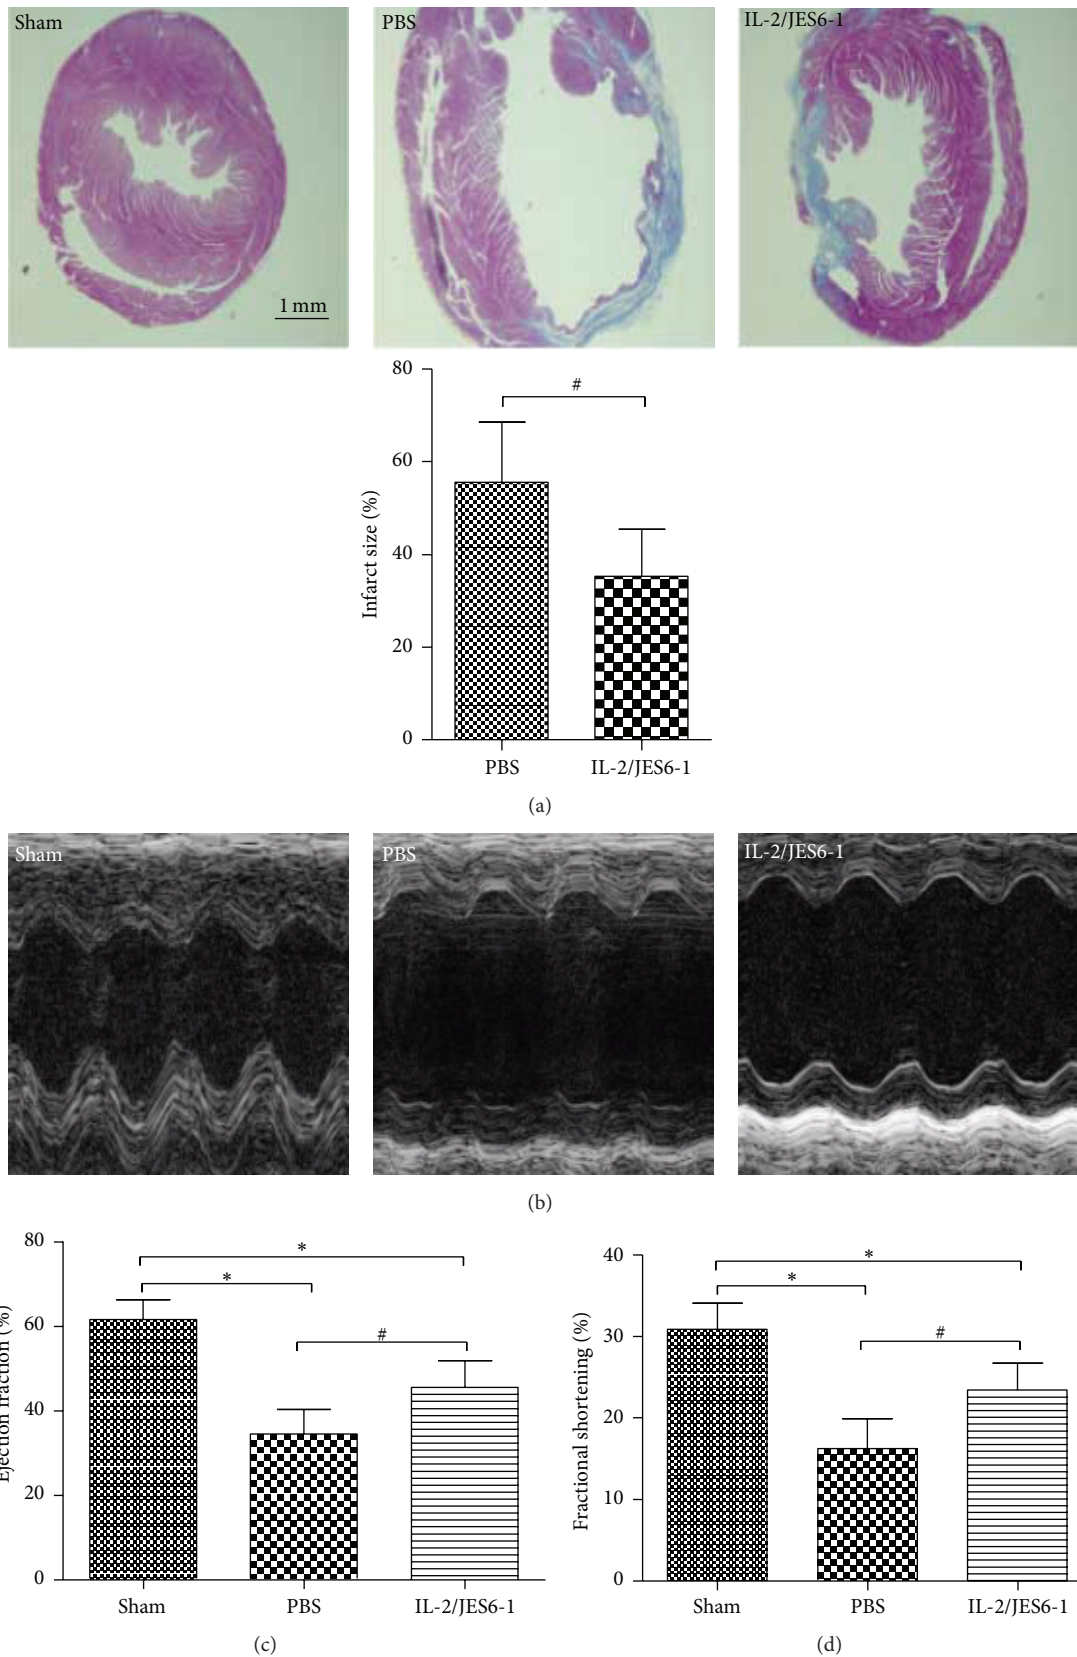 Sham
PBS
IL-2/JES6-1
1 mm
80
60
40
20
0
Infarct size (%)
#
PBS
IL-2/JES6-1
(a)
Sham
PBS
IL-2/JES6-1
(b)
80
60
40
20
0
Ejection fraction (%)
*
*
#
Sham
PBS
IL-2/JES6-1
(c)
40
30
20
10
0
Fractional shortening (%)
*
*
#
Sham
PBS
IL-2/JES6-1
(d)